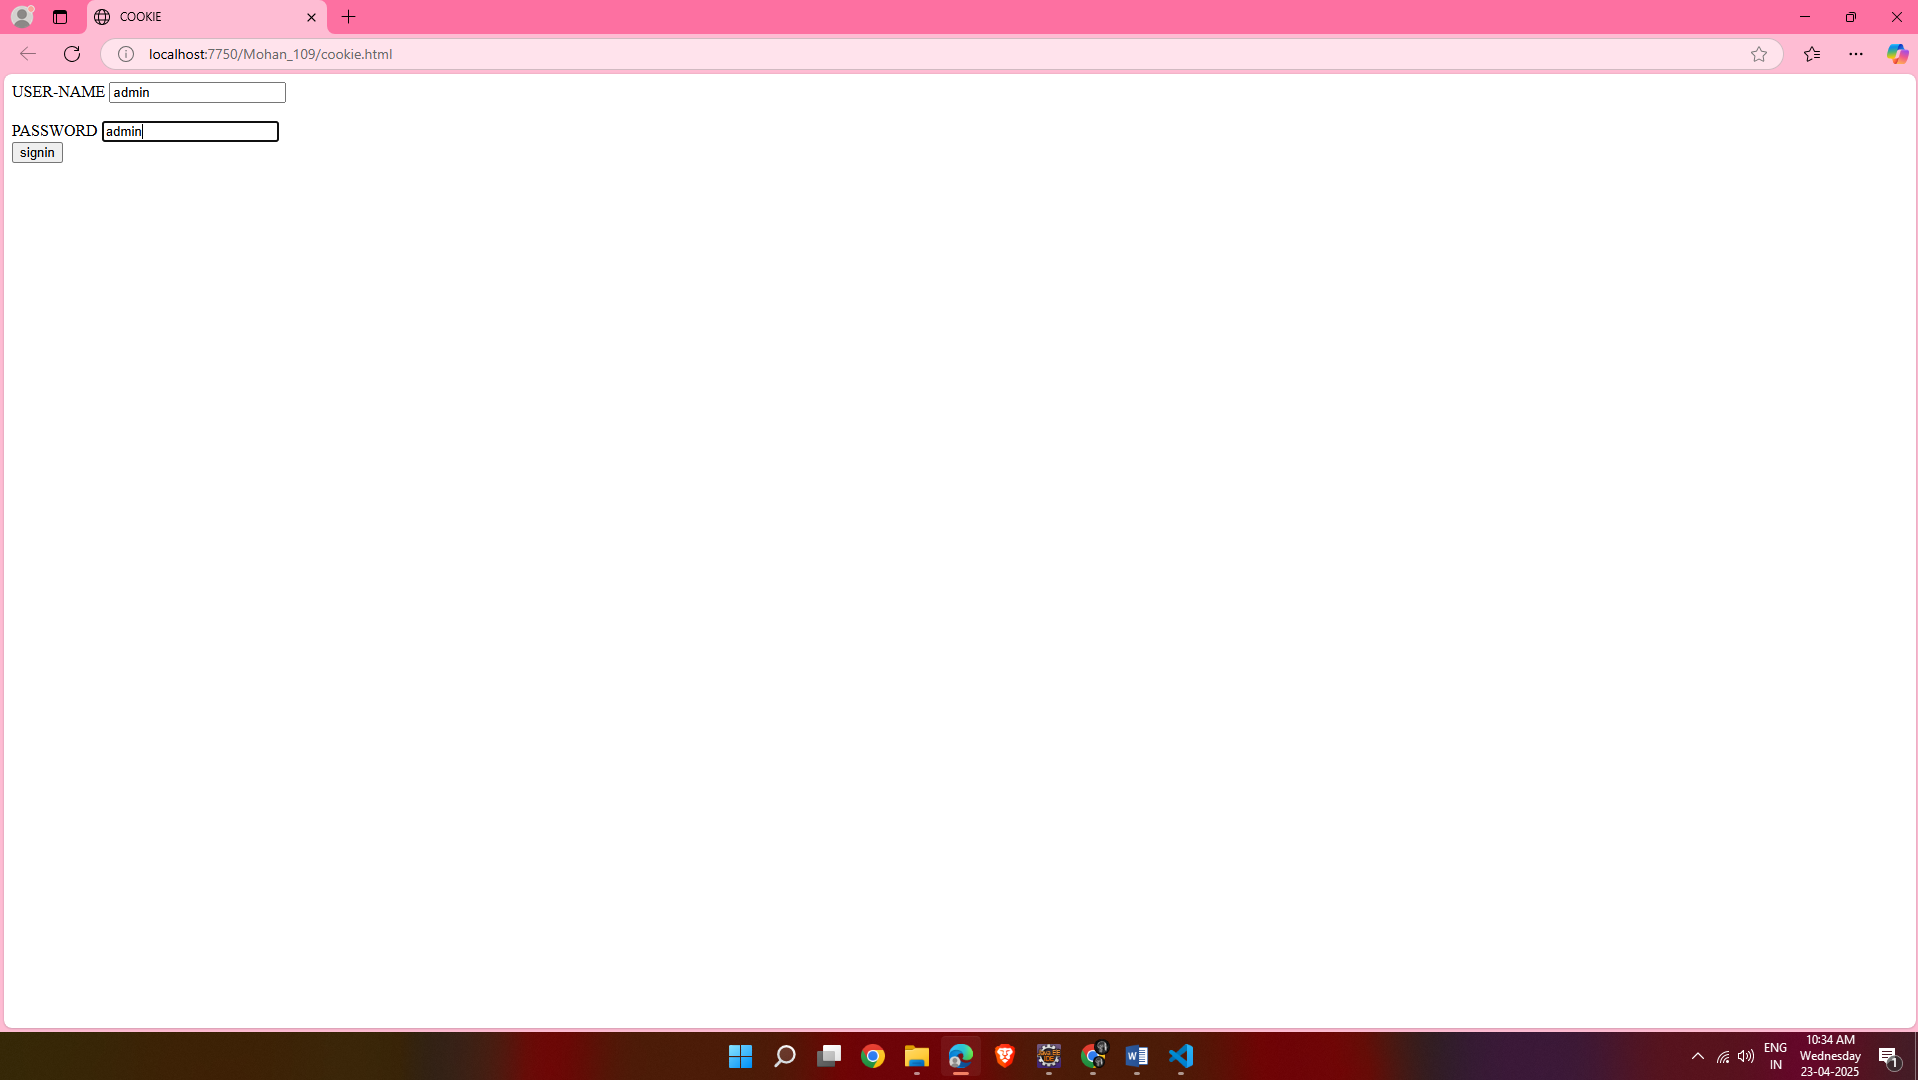 COOKIE
localhost:7750/Mohan_109/cookie.html
USER-NAME admin
PASSWORD admin
signin
ENG
IN
10:34 AM
Wednesday
23-04-2025
1